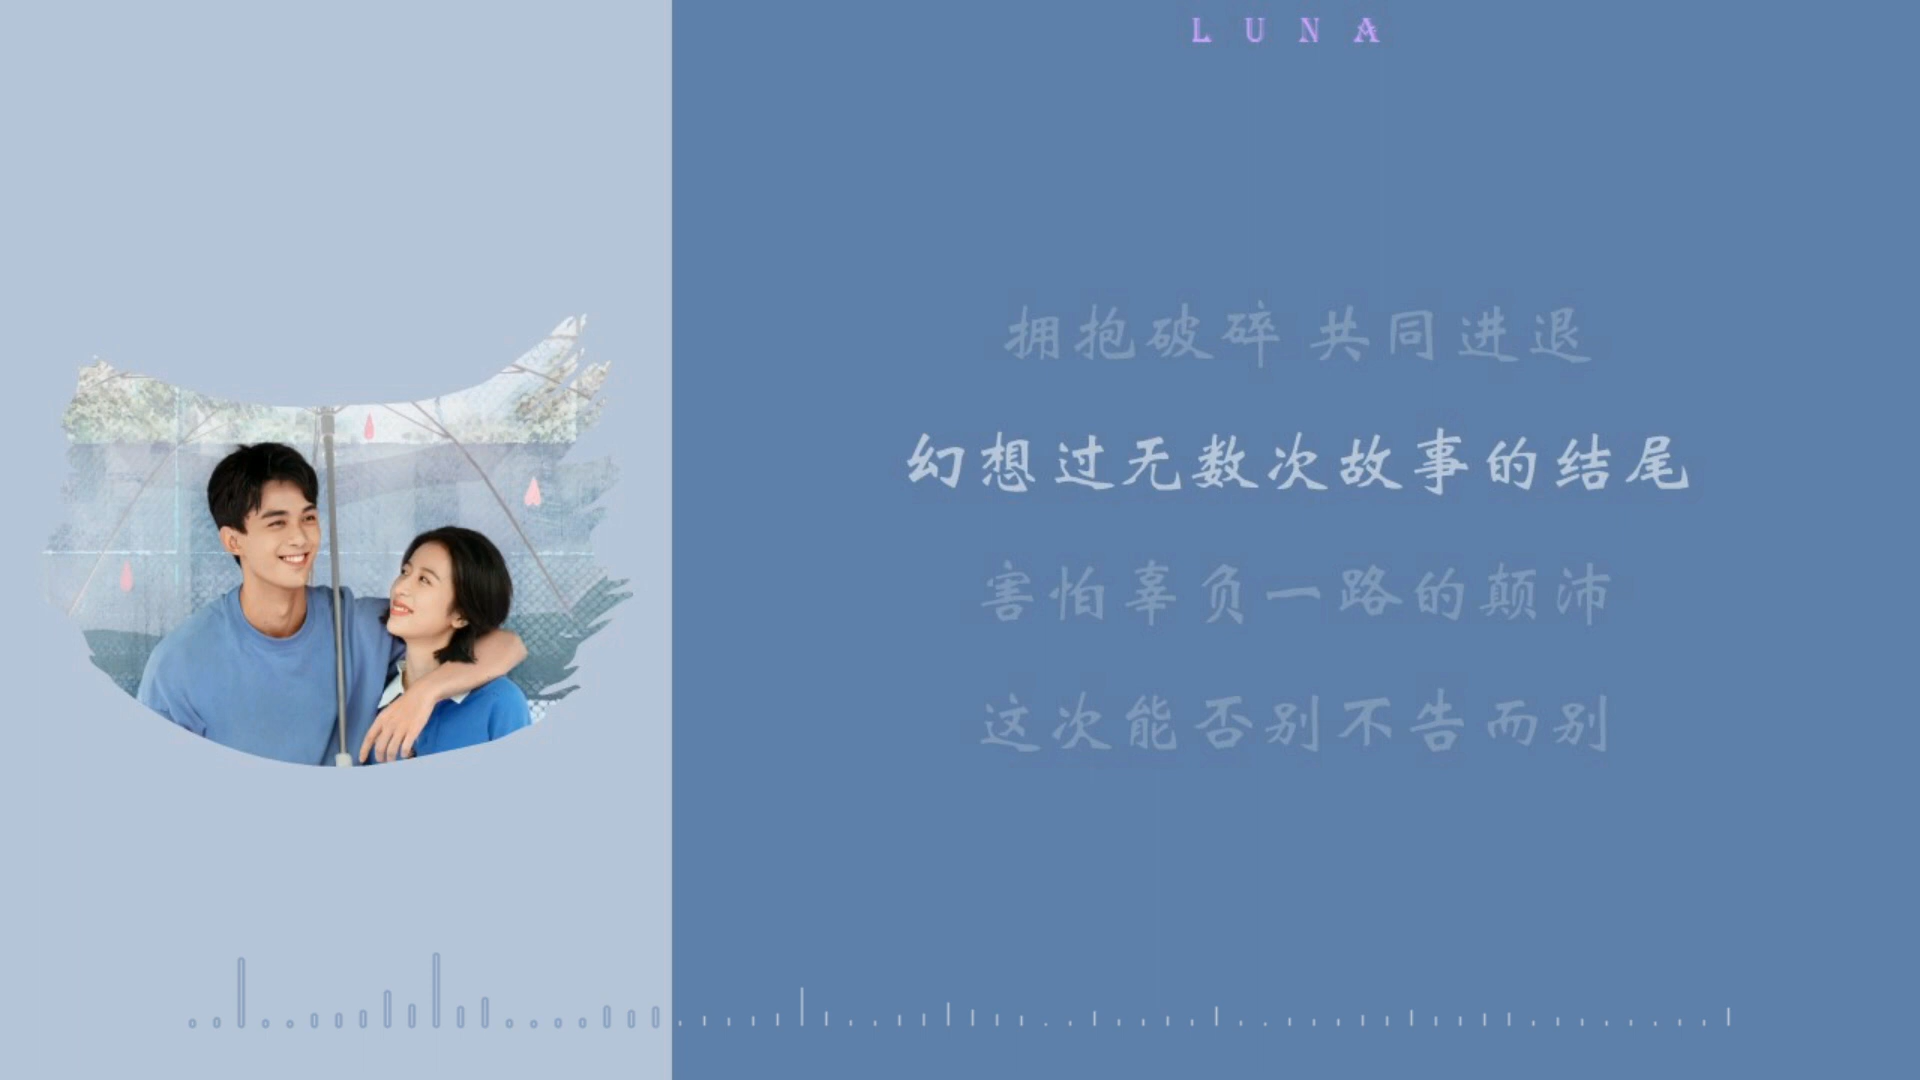 LUNA
拥抱破碎 共同进退
幻想过无数次故事的结尾
害怕辜负一路的颠沛
这次能否别不告而别